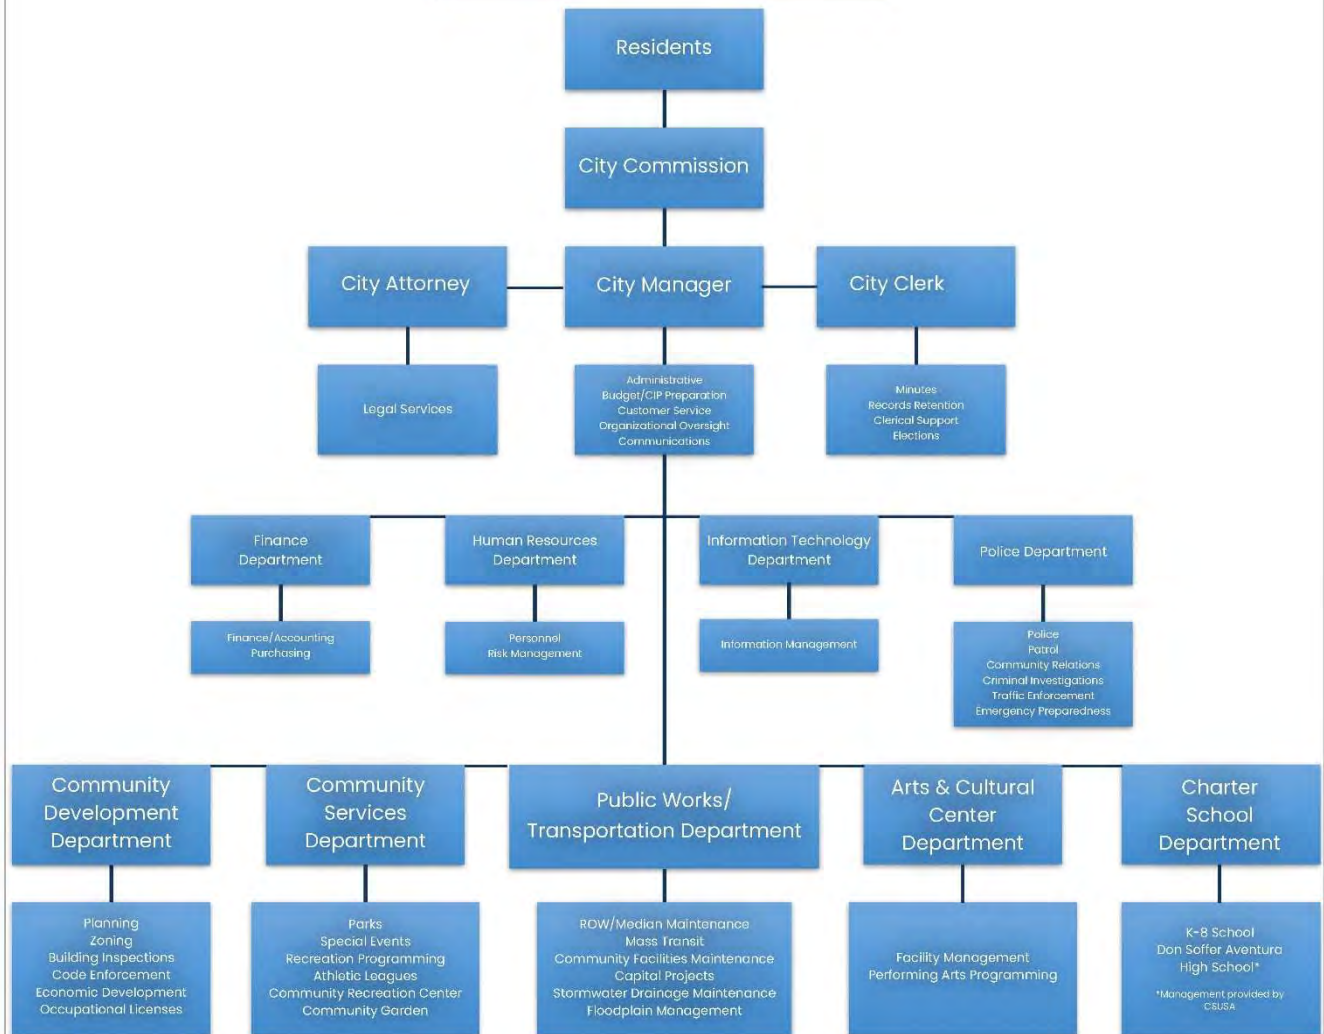 Residents
City Commission
City Attorney
City Manager
City Clerk
Legal Services
Administrative
Budget/CIP Preparation
Customer Service
Organizational Oversight
Communications
Minutes
Records Retention
Clerical Support
Elections
Finance
Department
Human Resources
Department
Information Technology
Department
Police Department
Finance/Accounting
Purchasing
Personnel
Risk Management
Information Management
Police
Patrol
Community Relations
Criminal Investigations
Traffic Enforcement
Emergency Preparedness
Community
Development
Department
Community
Services
Department
Public Works/
Transportation Department
Arts & Cultural
Center
Department
Charter
School
Department
Planning
Zoning
Building Inspections
Code Enforcement
Economic Development
Occupational Licenses
Parks
Special Events
Recreation Programming
Athletic Leagues
Community Recreation Center
Community Garden
ROW/Median Maintenance
Mass Transit
Community Facilities Maintenance
Capital Projects
Stormwater Drainage Maintenance
Floodplain Management
Facility Management
Performing Arts Programming
K-8 School
Don Soffer Aventura
High School*
*Management provided by
CSUSA